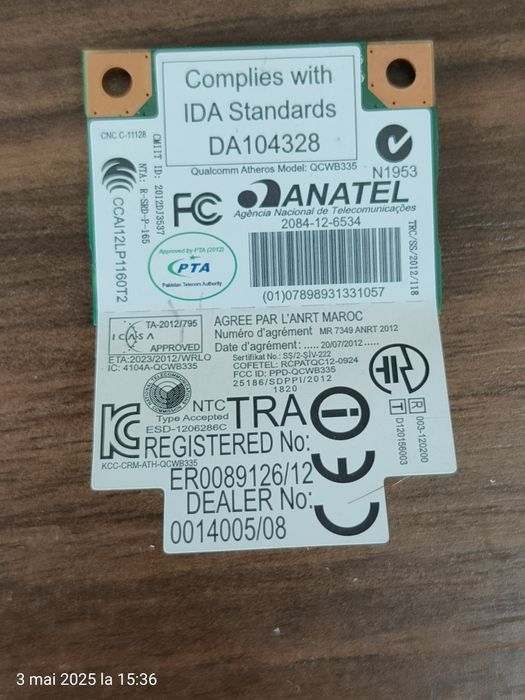 Complies with
IDA Standards
DA104328
CNC C-11128
CMIIT ID: 2012DJ3537
NTA: R-SRD-P-165
CCAI12LP1160T2
Qualcomm Atheros Model: QCWB335
N1953
FC
ANATEL
Agência Nacional de Telecomunicações
2084-12-6534
TRC/SS/2012/118
Approved by PTA (2012)
PTA
Pakistan Telecom Authority
(01)07898931331057
ICASA
TA-2012/795
APPROVED
AGREE PAR L'ANRT MAROC
Numéro d'agrément MR 7349 ANRT 2012
Date d'agrément: ..... 20/07/2012.....
ETA:2023/2012/WRLO
IC: 4104A-QCWB335
Sertifikat No.: SŞ/2-ŞİV-222
COFETEL: RCPATQC12-0924
FCC ID: PPD-QCWB335
25186/SDPPI/2012
1820
NTC
Type Accepted
ESD-1206286C
TRA
R 003-120200
T D120156003
KC
KCC-CRM-ATH-QCWB335
REGISTERED No:
ER0089126/12
DEALER No:
0014005/08
CE
3 mai 2025 la 15:36